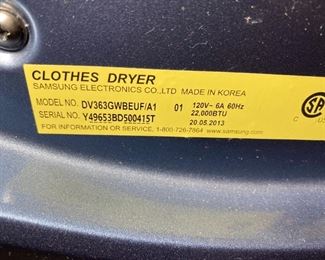 CLOTHES DRYER
SAMSUNG ELECTRONICS CO.,LTD MADE IN KOREA
MODEL NO. DV363GWBEUF/A1 01 120V~ 6A 60Hz
22,000BTU
SERIAL NO. Y49653BD500415T 20.05.2013
FOR INFORMATION OR SERVICE, 1-800-726-7864 www.samsung.com
C US